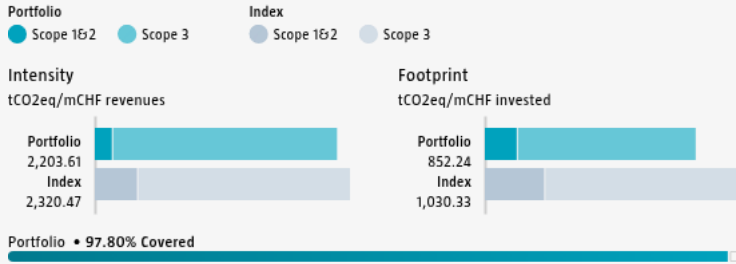 Portfolio
Index
Scope 1&2
Scope 3
Scope 1&2
Scope 3
Intensity
tCO2eq/mCHF revenues
Portfolio
2,203.61
Index
2,320.47
Footprint
tCO2eq/mCHF invested
Portfolio
852.24
Index
1,030.33
Portfolio • 97.80% Covered